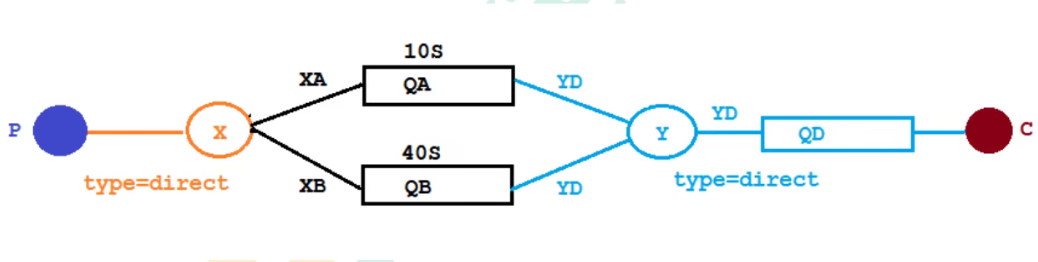 10S
XA
QA
YD
P
X
Y
YD
QD
C
type=direct
40S
XB
QB
YD
type=direct